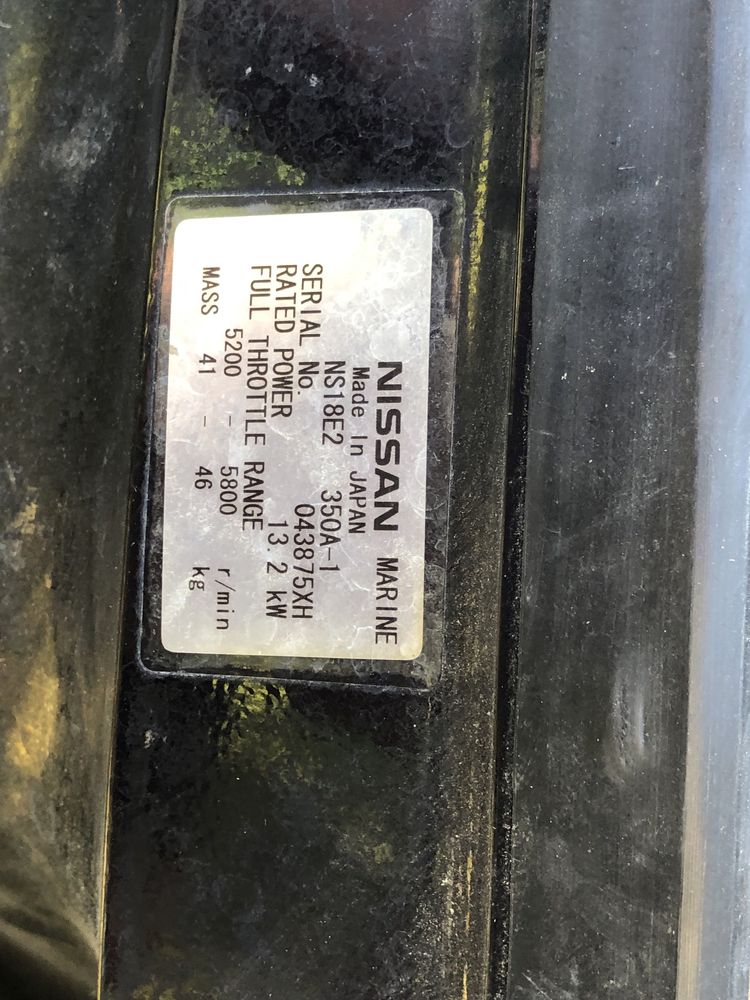 NISSAN MARINE
Made In JAPAN
NS18E2 350A-1
SERIAL No. 043875XH
RATED POWER 13.2 kW
FULL THROTTLE RANGE
5200 - 5800 r/min
MASS 41 - 46 kg